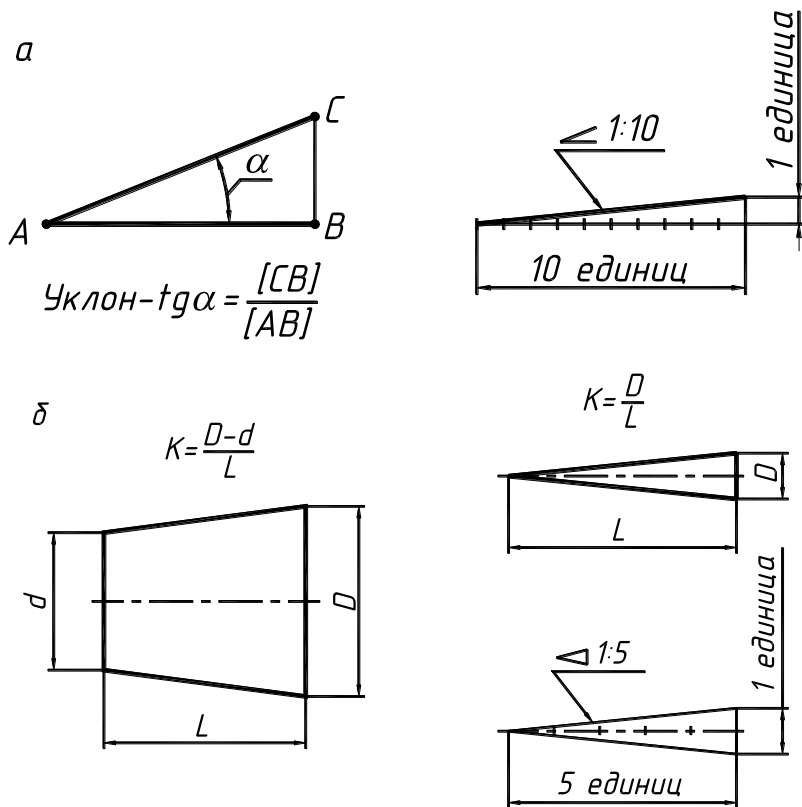 а
C
α
A
B
Уклон-tgα = [CB]
[AB]
1:10
1 единица
10 единиц
б
K= D-d
L
d
D
L
K= D
L
D
L
1:5
1 единица
5 единиц